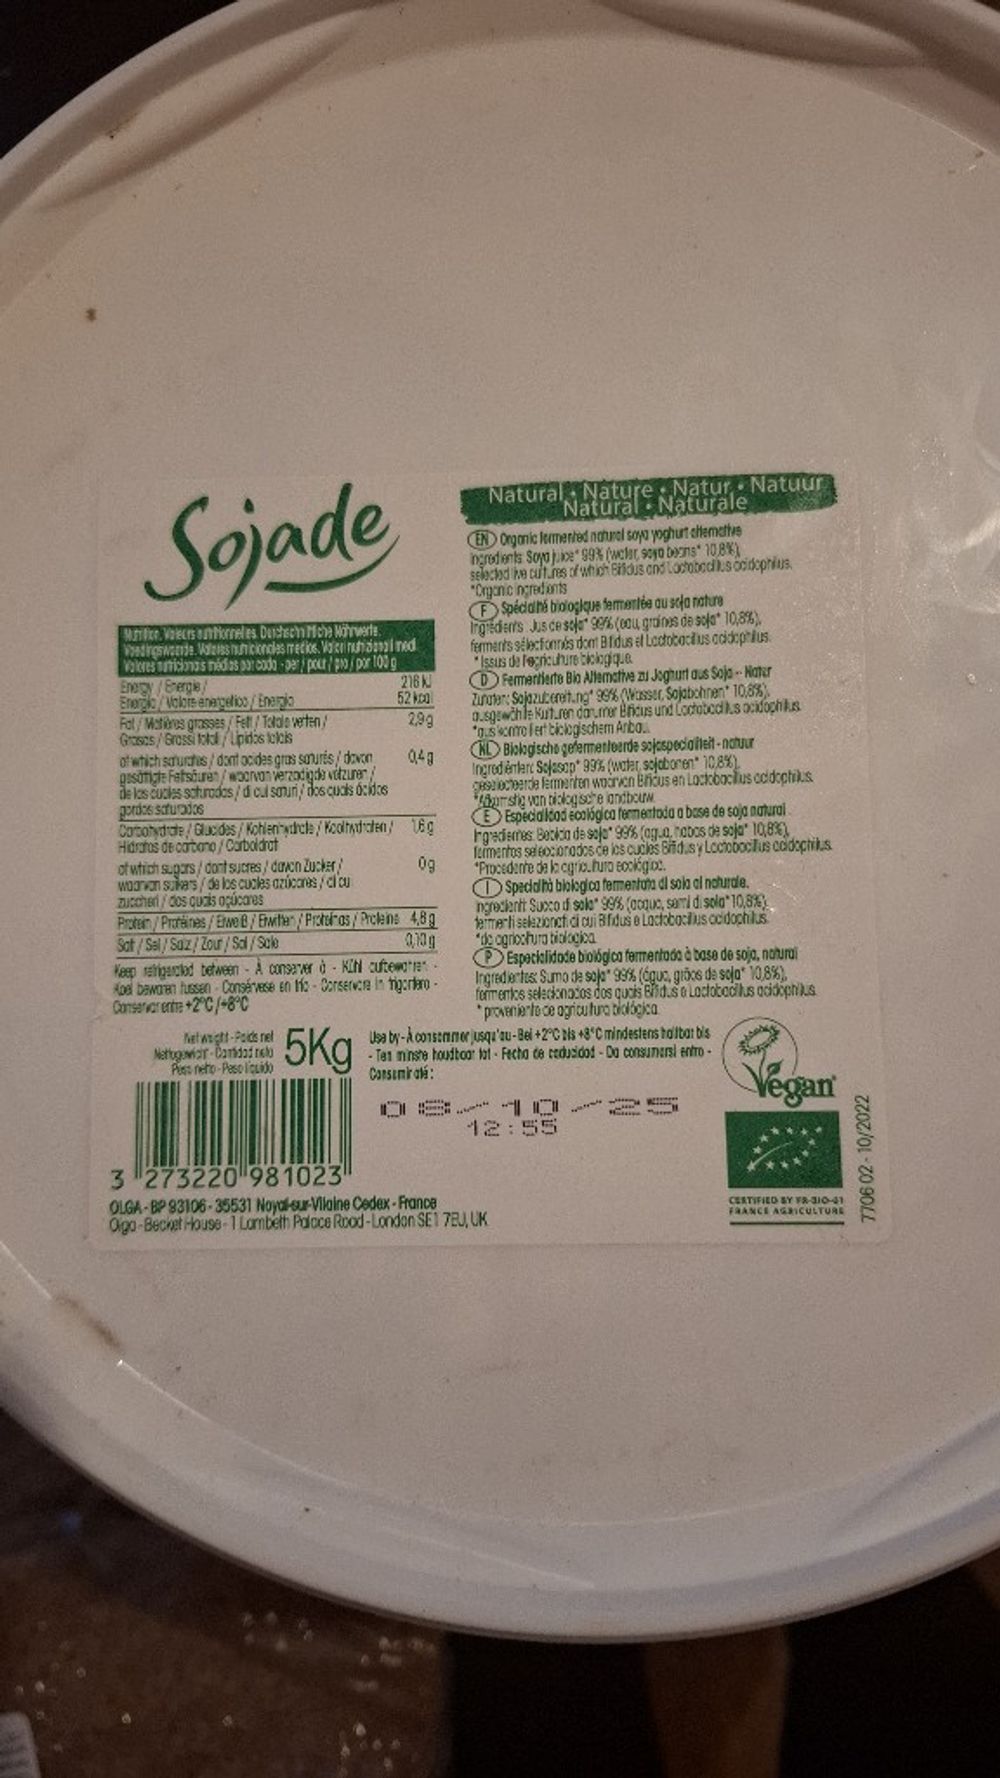 Sojade
Nutrition. Valeurs nutritionnelles. Durchschnittliche Nährwerte.
Voedingswaarde. Valores nutricionales medios. Valori nutrizionali medi
Valores nutricionais médios por cada - per / pour / pro / por 100 g
Energy / Energie / 216 kJ
Energía / Valore energetico / Energia 52 kcal
Fat / Matières grasses / Fett / Totale vetten / 2,9 g
Grasas / Grassi totali / Lípidos totais
of which saturates / dont acides gras saturés / davon 0,4 g
gesättigte Fettsäuren / waarvan verzadigde vetzuren /
de las cuales saturadas / di cui saturi / dos quais ácidos
gordos saturados
Carbohydrate / Glucides / Kohlenhydrate / Koolhydraten / 1,6 g
Hidratos de carbono / Carboidrati
of which sugars / dont sucres / davon Zucker / 0 g
waarvan suikers / de los cuales azúcares / di cui
zuccheri / dos quais açúcares
Protein / Protéines / Eiweiß / Eiwitten / Proteínas / Proteine 4,8 g
Salt / Sel / Salz / Zout / Sal / Sale 0,10 g
Keep refrigerated between - À conserver à - Kühl aufbewahren -
Koel bewaren tussen - Consérvese en frío - Conservare in frigorifero -
Conservar entre +2°C/+8°C
Natural • Nature • Natur • Natuur
Natural • Naturale
EN Organic fermented natural soya yoghurt alternative
Ingredients: Soya juice* 99% (water, soya beans* 10,8%),
selected live cultures of which Bifidus and Lactobacillus acidophilus.
*Organic ingredients
F Spécialité biologique fermentée au soja nature
Ingrédients : Jus de soja* 99% (eau, graines de soja* 10,8%),
ferments sélectionnés dont Bifidus et Lactobacillus acidophilus.
* Issus de l'agriculture biologique.
D Fermentierte Bio Alternative zu Joghurt aus Soja - Natur
Zutaten: Sojazubereitung* 99% (Wasser, Sojabohnen* 10,8%),
ausgewählte Kulturen darunter Bifidus und Lactobacillus acidophilus.
*aus kontrolliert biologischem Anbau.
NL Biologische gefermenteerde sojaspecialiteit - natuur
Ingrediënten: Sojasap* 99% (water, sojabonen* 10,8%),
geselecteerde fermenten waarvan Bifidus en Lactobacillus acidophilus.
*Afkomstig van biologische landbouw.
E Especialidad ecológica fermentada a base de soja natural
Ingredientes: Bebida de soja* 99% (agua, habas de soja* 10,8%),
fermentos seleccionados de los cuales Bifidus y Lactobacillus acidophilus.
*Procedente de la agricultura ecológica.
I Specialità biologica fermentata di soia al naturale.
Ingredienti: Succo di soia* 99% (acqua, semi di soia* 10,8%),
fermenti selezionati di cui Bifidus e Lactobacillus acidophilus.
*da agricoltura biologica.
P Especialidade biológica fermentada à base de soja, natural
Ingredientes: Sumo de soja* 99% (água, grãos de soja* 10,8%),
fermentos selecionados dos quais Bifidus e Lactobacillus acidophilus.
* proveniente de agricultura biológica.
Net weight - Poids net
Nettogewicht - Cantidad neta
Peso netto - Peso líquido
5Kg
Use by - À consommer jusqu'au - Bei +2°C bis +8°C mindestens haltbar bis
- Ten minste houdbaar tot - Fecha de caducidad - Da consumarsi entro -
Consumir até :
08/10/25
12:55
Vegan
3 273220 981023
CERTIFIED BY FR-BIO-01
FRANCE AGRICULTURE
7706 02 - 10/2022
OLGA - BP 93106 - 35531 Noyal-sur-Vilaine Cedex - France
Olga - Becket House - 1 Lambeth Palace Road - London SE1 7EU, UK